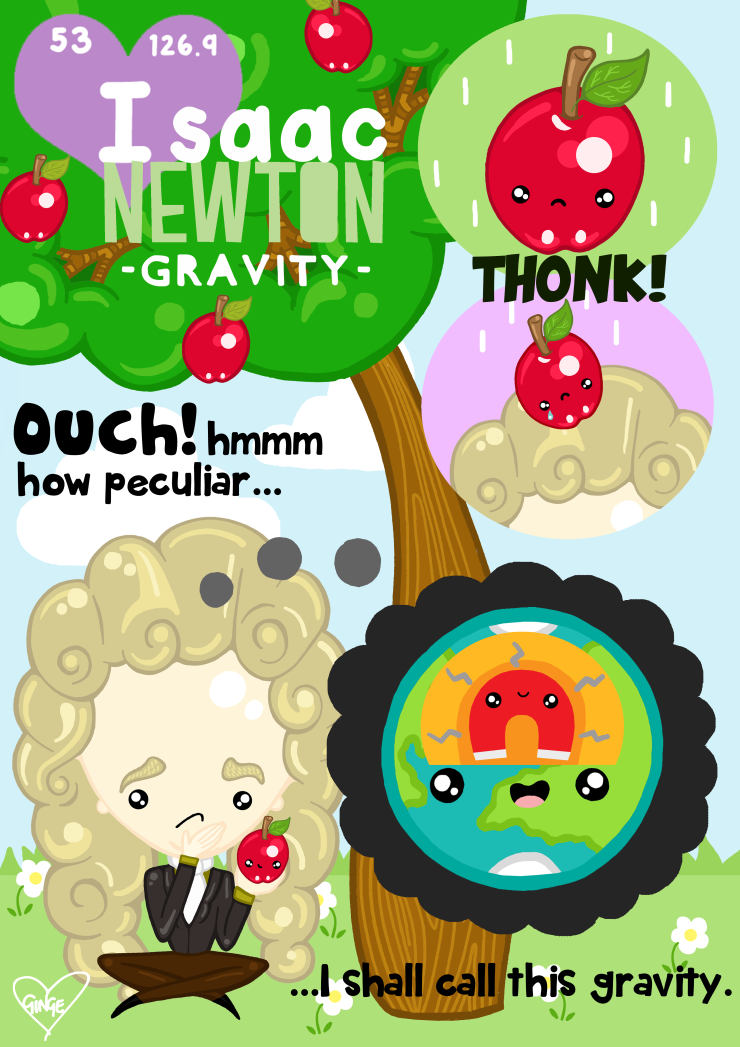 53 126.9
Isaac
NEWTON
-GRAVITY-
THONK!
Ouch! hmmm
how peculiar...
...I shall call this gravity.
GINGE